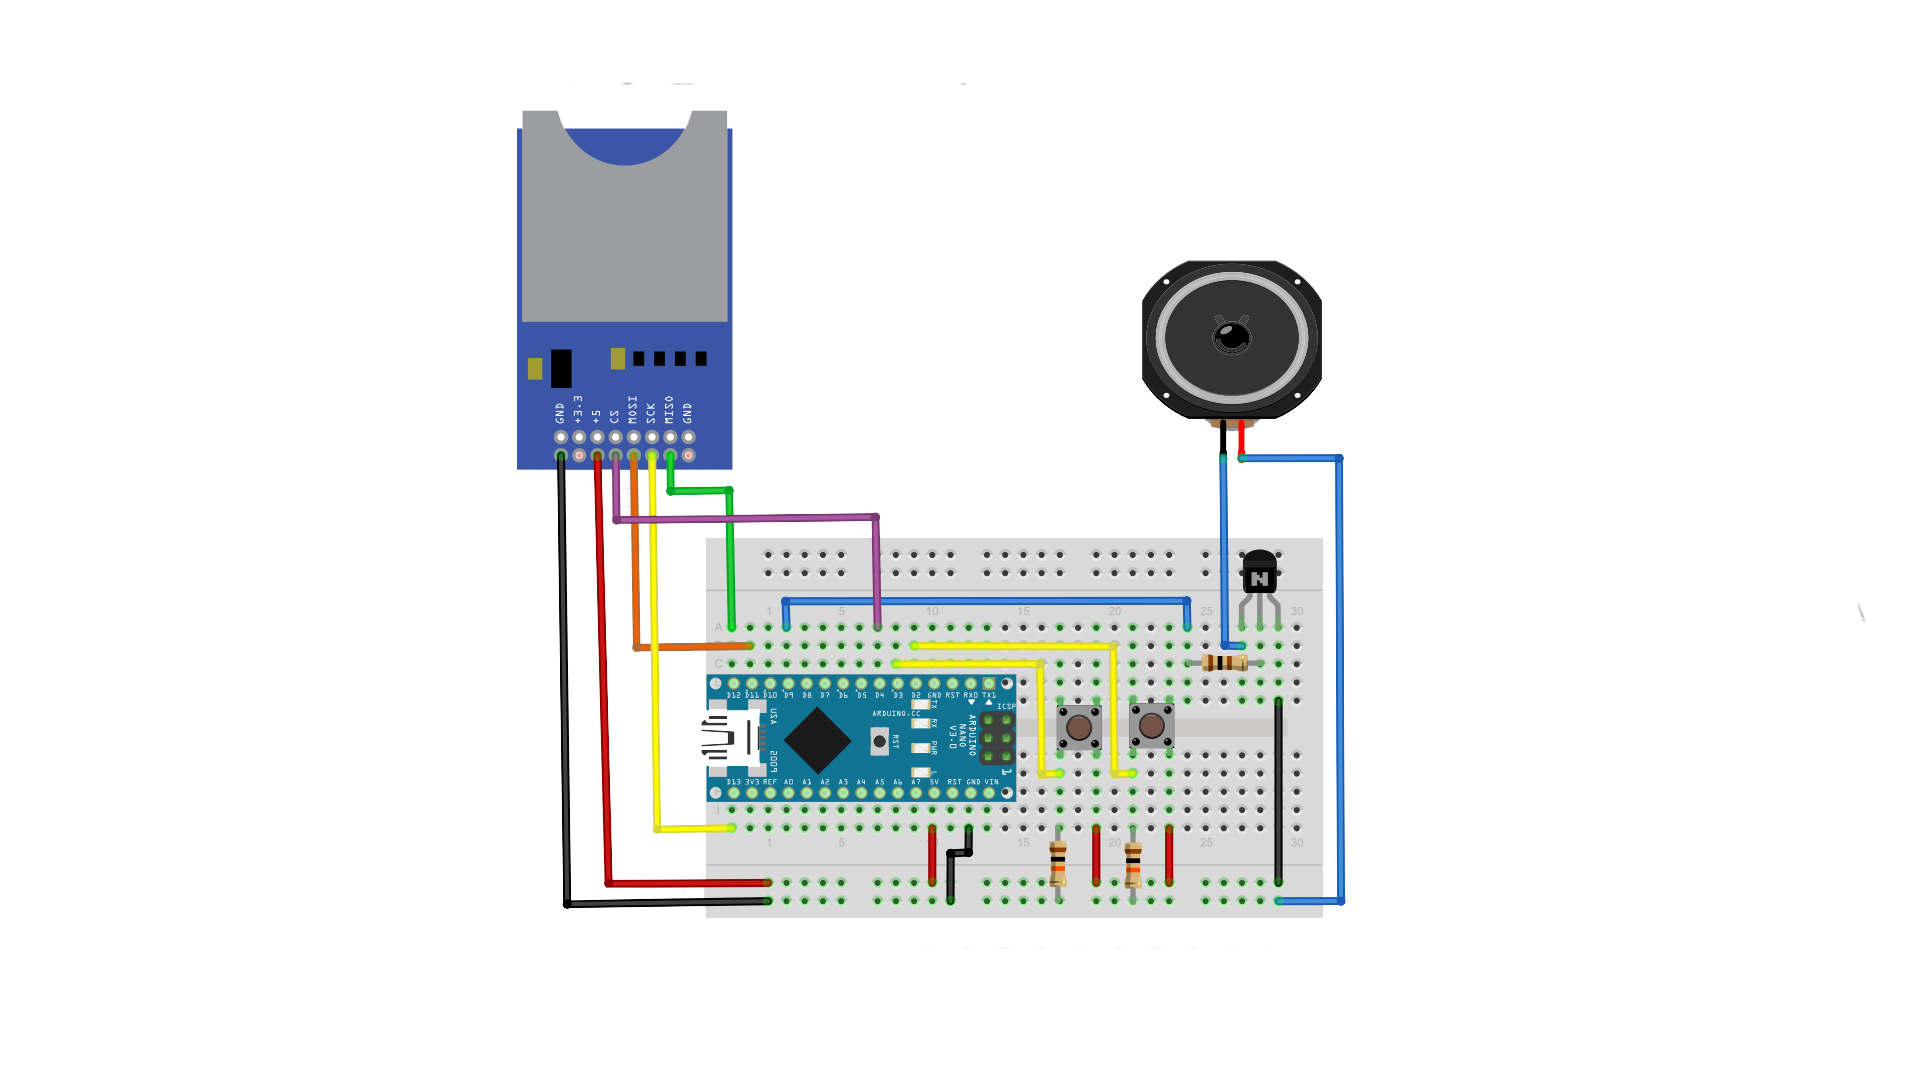 GND +3.3 +5 CS MOSI SCK MISO GND
N
1 5 10 15 20 25 30
A
C
D12 D11 D10 D9 D8 D7 D6 D5 D4 D3 D2 GND RST RX0 TX1
USA
ARDUINO.CC
TX
RX
RST
PWR
L
ARDUINO
NANO
V3.0
ICSP
1
D13 3V3 REF A0 A1 A2 A3 A4 A5 A6 A7 5V RST GND VIN
I
1 5 15 20 25 30